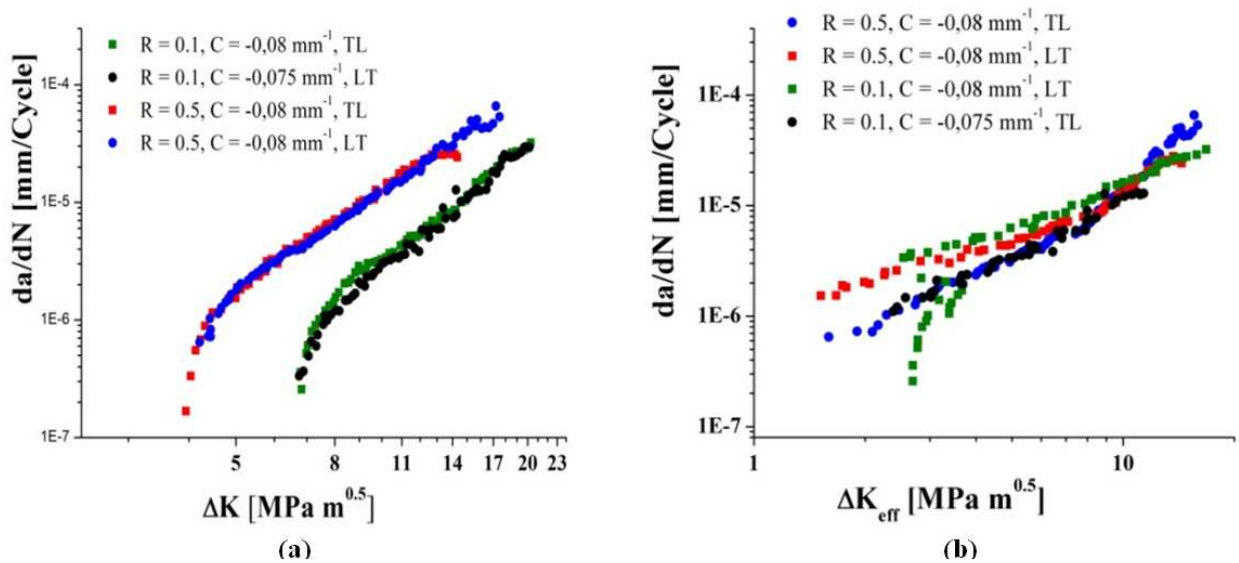 R = 0.1, C = -0,08 mm⁻¹, TL
R = 0.1, C = -0,075 mm⁻¹, LT
R = 0.5, C = -0,08 mm⁻¹, TL
R = 0.5, C = -0,08 mm⁻¹, LT
1E-4
1E-5
1E-6
1E-7
da/dN [mm/Cycle]
5 8 11 14 17 20 23
ΔK [MPa m⁰·⁵]
(a)
R = 0.5, C = -0,08 mm⁻¹, TL
R = 0.5, C = -0,08 mm⁻¹, LT
R = 0.1, C = -0,08 mm⁻¹, LT
R = 0.1, C = -0,075 mm⁻¹, TL
1E-4
1E-5
1E-6
1E-7
da/dN [mm/Cycle]
1 10
ΔK_eff [MPa m⁰·⁵]
(b)